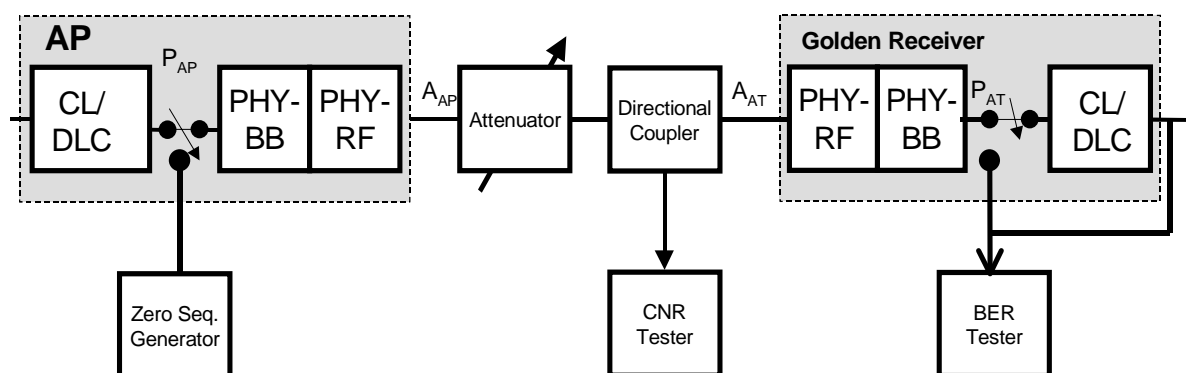 AP
Golden Receiver
P_AP
P_AT
CL/
DLC
PHY-
BB
PHY-
RF
A_AP
Attenuator
Directional
Coupler
A_AT
PHY-
RF
PHY-
BB
CL/
DLC
Zero Seq.
Generator
CNR
Tester
BER
Tester